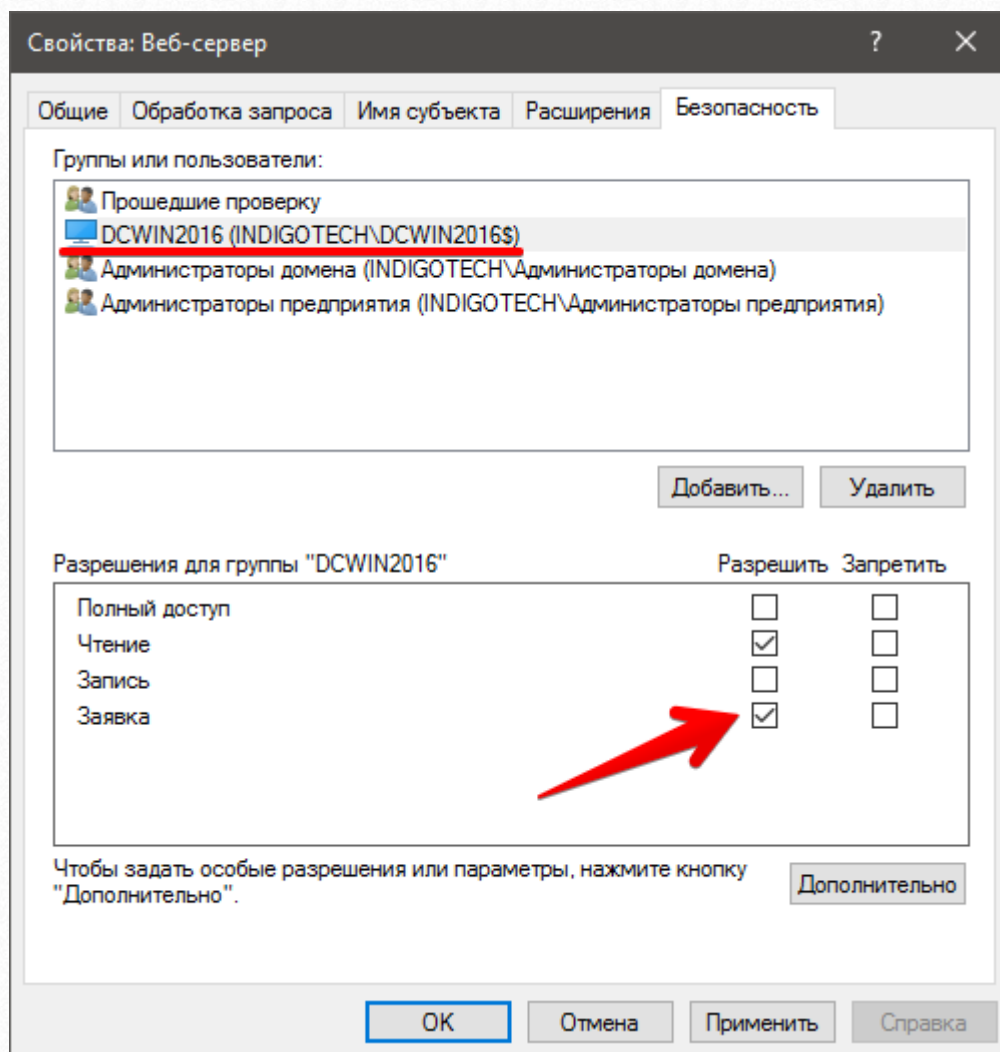 Свойства: Веб-сервер ?
Общие Обработка запроса Имя субъекта Расширения Безопасность
Группы или пользователи:
Прошедшие проверку
DCWIN2016 (INDIGOTECH\DCWIN2016$)
Администраторы домена (INDIGOTECH\Администраторы домена)
Администраторы предприятия (INDIGOTECH\Администраторы предприятия)
Добавить... Удалить
Разрешения для группы "DCWIN2016" Разрешить Запретить
Полный доступ
Чтение
Запись
Заявка
Чтобы задать особые разрешения или параметры, нажмите кнопку
"Дополнительно".
Дополнительно
OK Отмена Применить Справка